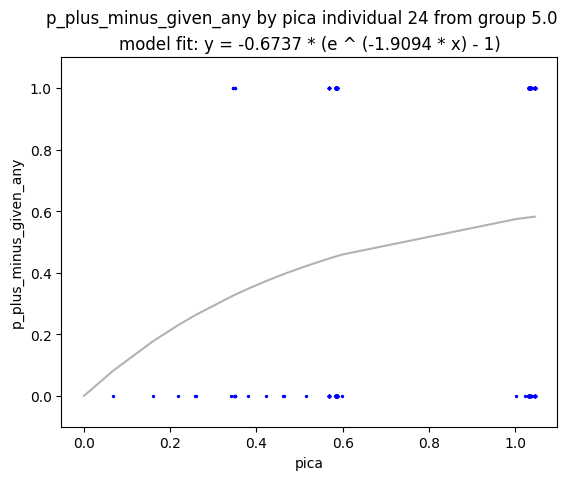 p_plus_minus_given_any by pica individual 24 from group 5.0
model fit: y = -0.6737 * (e ^ (-1.9094 * x) - 1)
1.0
0.8
0.6
0.4
0.2
0.0
p_plus_minus_given_any
0.0 0.2 0.4 0.6 0.8 1.0
pica